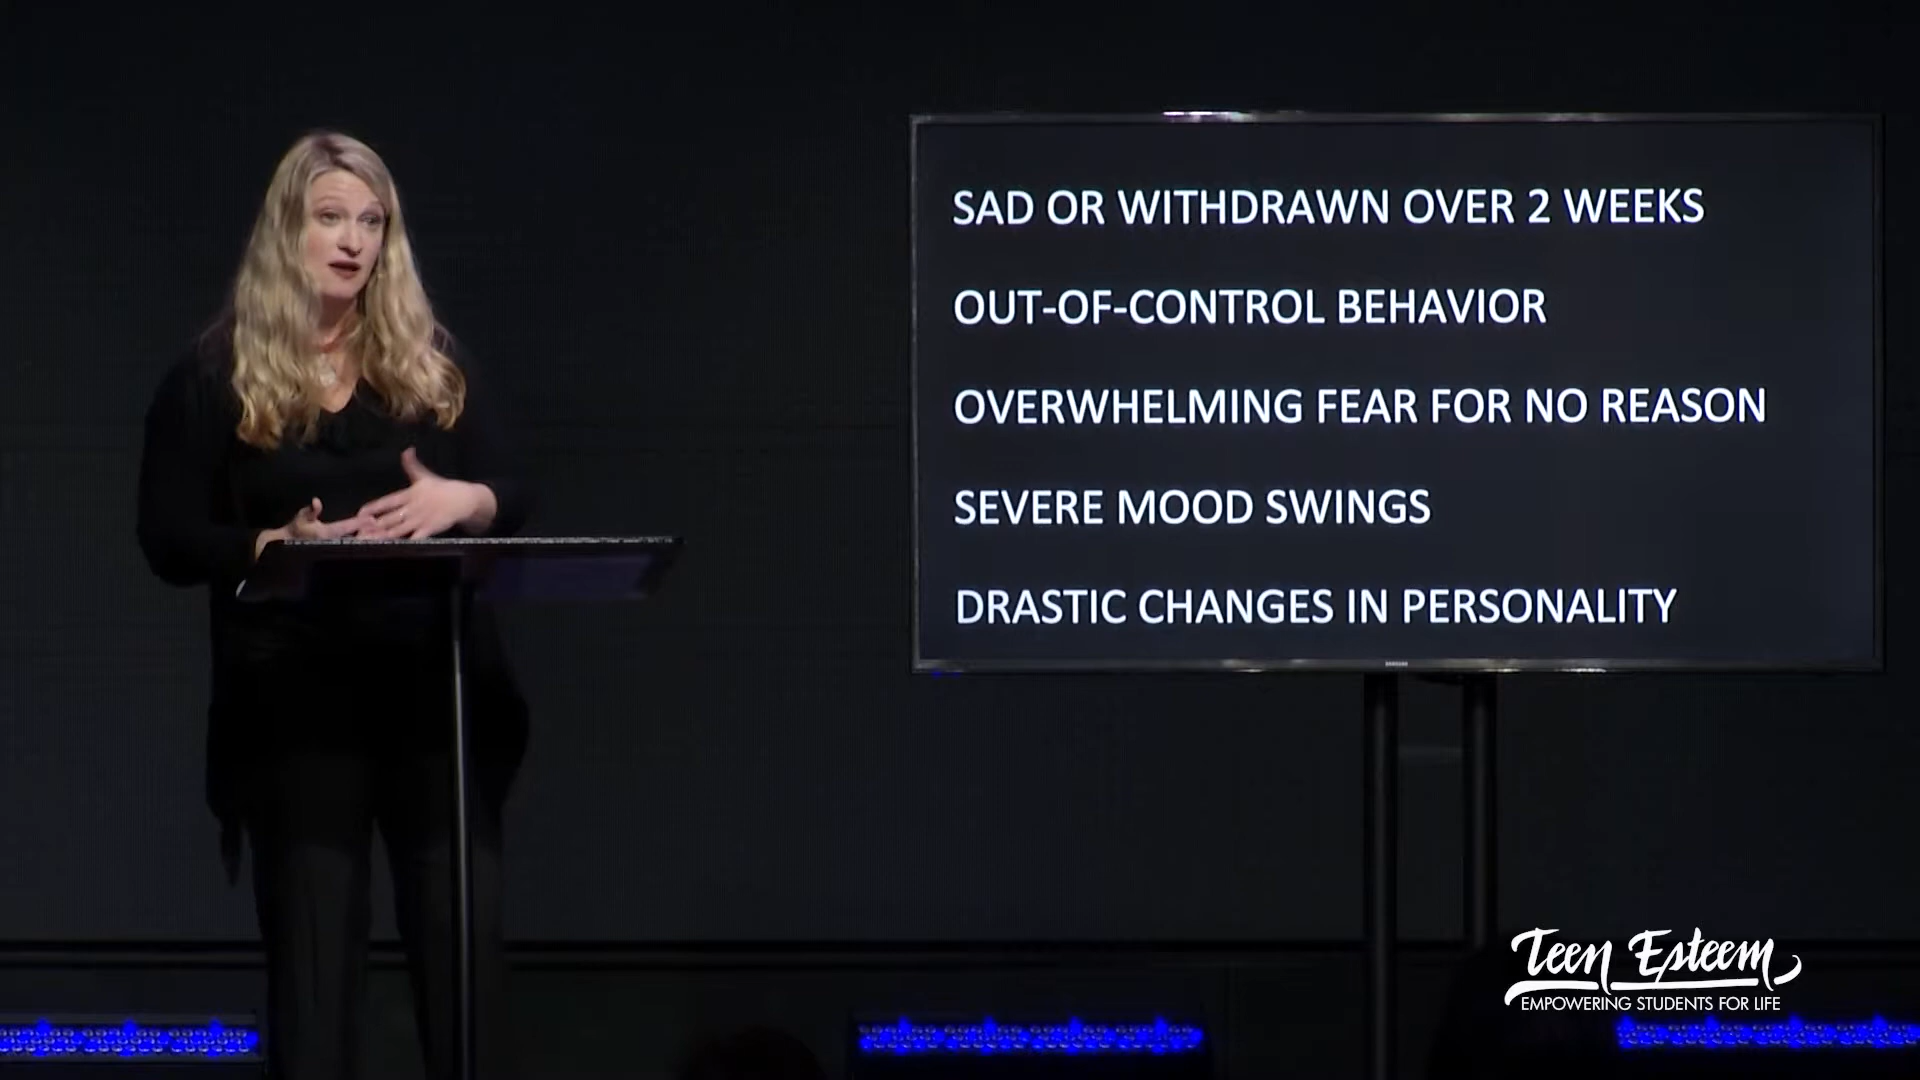 SAD OR WITHDRAWN OVER 2 WEEKS
OUT-OF-CONTROL BEHAVIOR
OVERWHELMING FEAR FOR NO REASON
SEVERE MOOD SWINGS
DRASTIC CHANGES IN PERSONALITY
SAMSUNG
Teen Esteem
EMPOWERING STUDENTS FOR LIFE